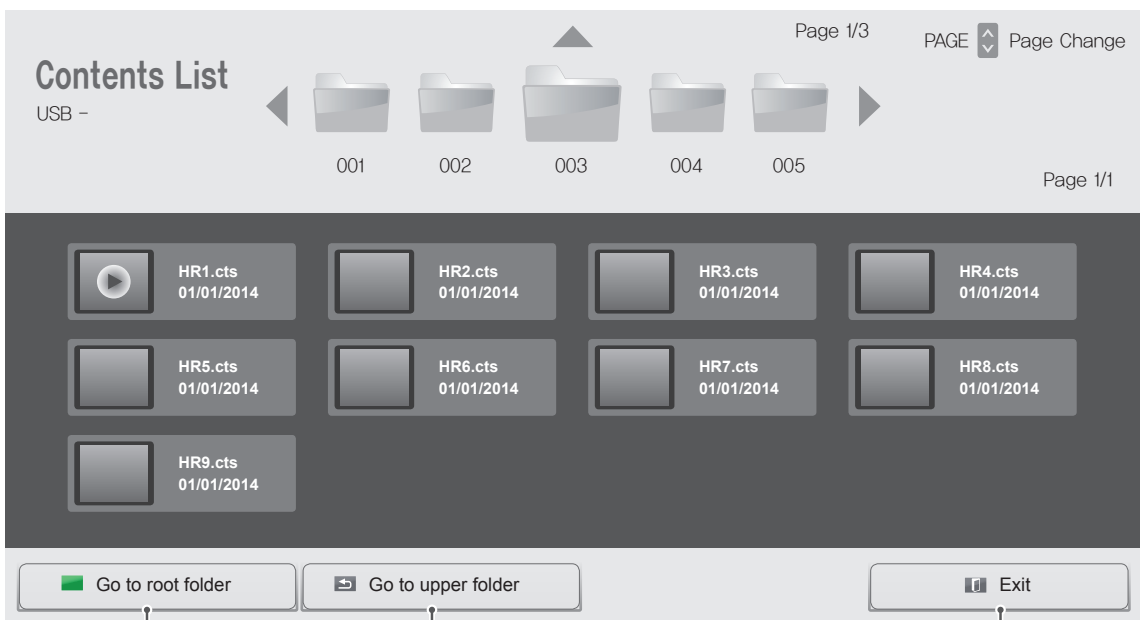 Page 1/3
PAGE Page Change
Contents List
USB -
001 002 003 004 005
Page 1/1
HR1.cts
01/01/2014
HR2.cts
01/01/2014
HR3.cts
01/01/2014
HR4.cts
01/01/2014
HR5.cts
01/01/2014
HR6.cts
01/01/2014
HR7.cts
01/01/2014
HR8.cts
01/01/2014
HR9.cts
01/01/2014
Go to root folder
Go to upper folder
Exit